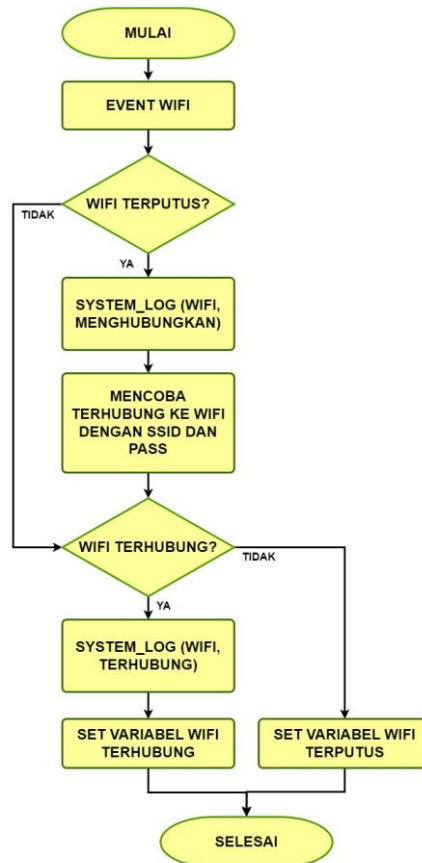 MULAI
EVENT WIFI
WIFI TERPUTUS?
TIDAK
YA
SYSTEM_LOG (WIFI,
MENGHUBUNGKAN)
MENCOBA
TERHUBUNG KE WIFI
DENGAN SSID DAN
PASS
WIFI TERHUBUNG?
TIDAK
YA
SYSTEM_LOG (WIFI,
TERHUBUNG)
SET VARIABEL WIFI
TERHUBUNG
SET VARIABEL WIFI
TERPUTUS
SELESAI